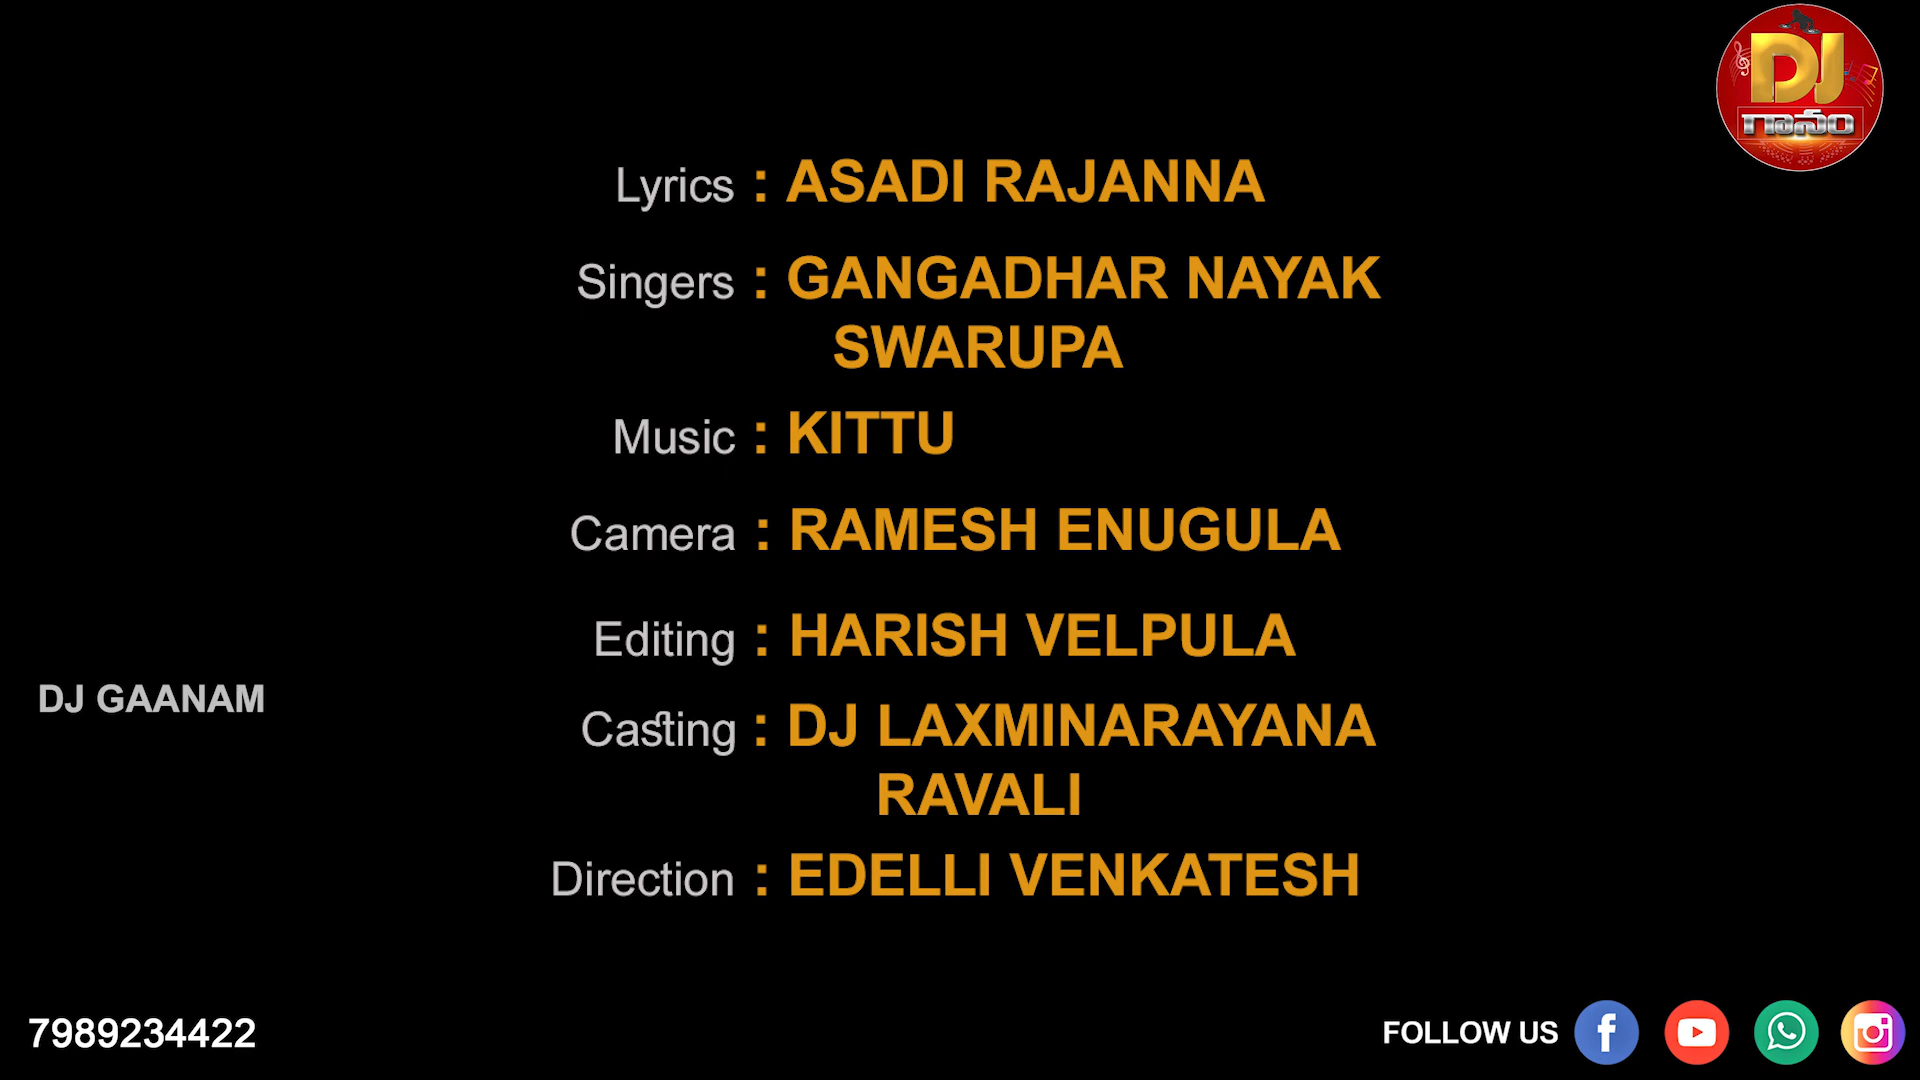 DJ
గానం
Lyrics : ASADI RAJANNA
Singers : GANGADHAR NAYAK
SWARUPA
Music : KITTU
Camera : RAMESH ENUGULA
Editing : HARISH VELPULA
DJ GAANAM
Casting : DJ LAXMINARAYANA
RAVALI
Direction : EDELLI VENKATESH
7989234422
FOLLOW US